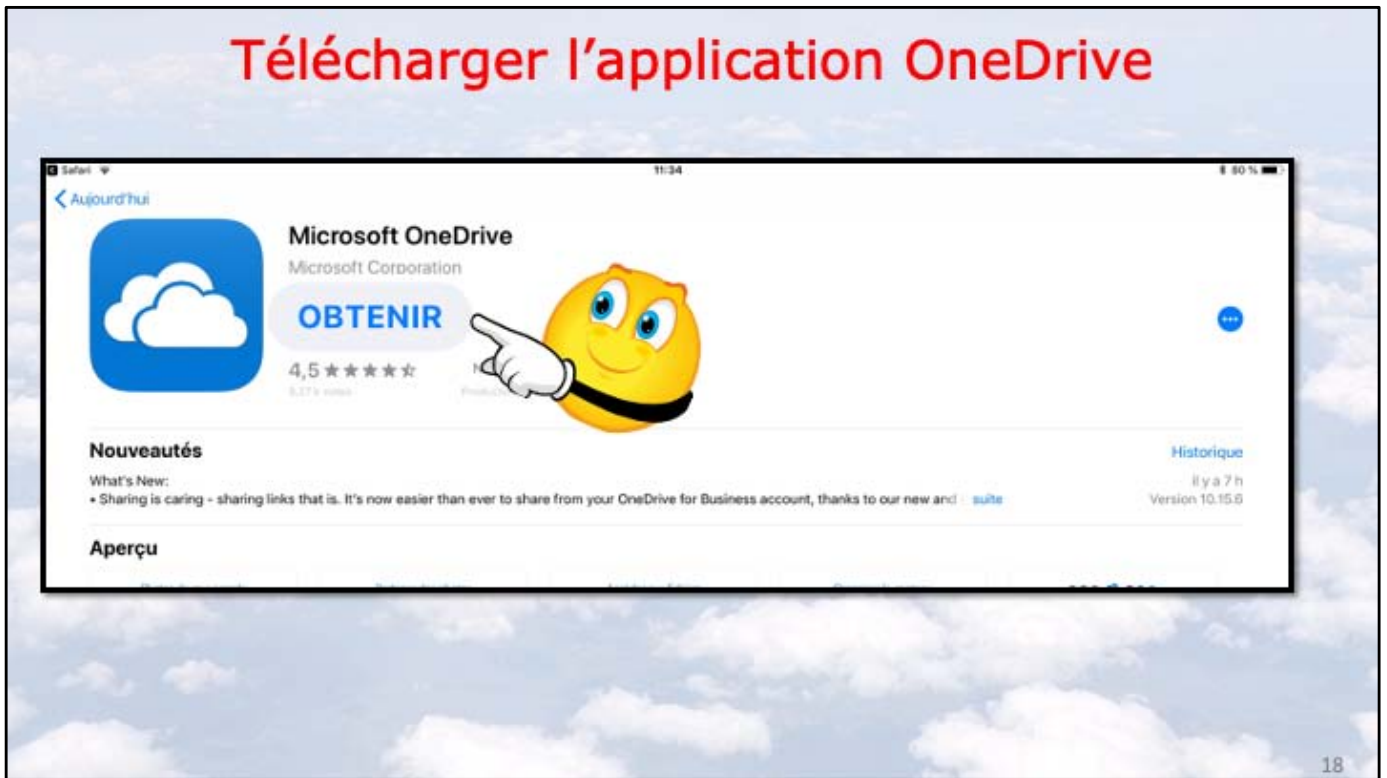 Télécharger l’application OneDrive
Safari 11:34 80 %
Aujourd'hui
Microsoft OneDrive
Microsoft Corporation
OBTENIR
4,5
Nouveautés Historique
What's New: il y a 7 h
• Sharing is caring - sharing links that is. It's now easier than ever to share from your OneDrive for Business account, thanks to our new and suite Version 10.15.6
Aperçu
18